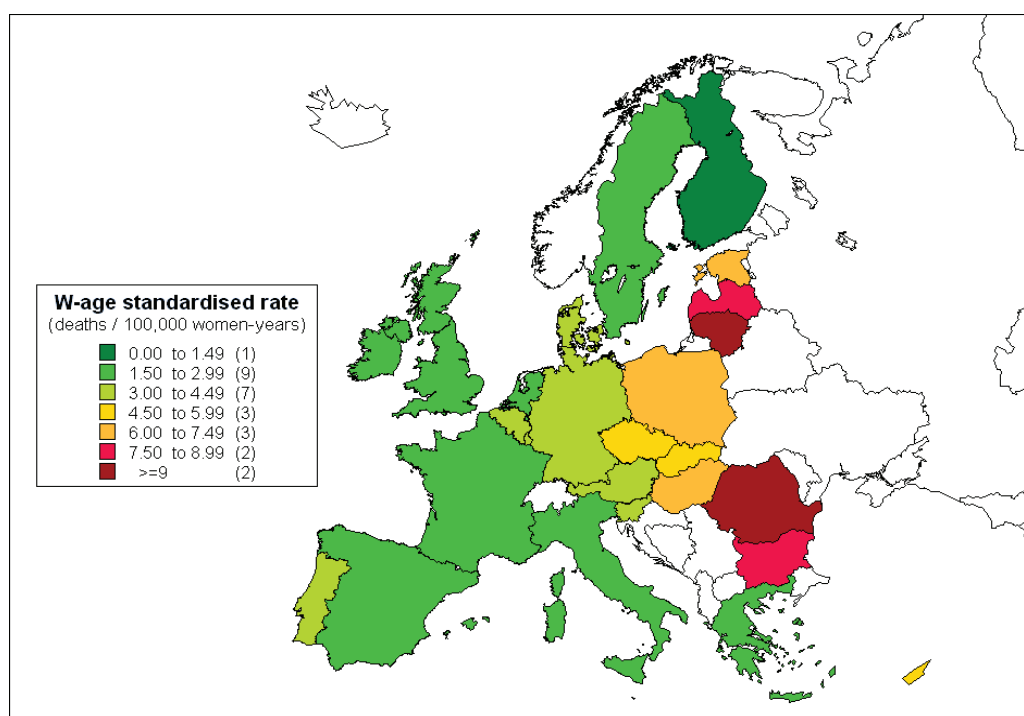 W-age standardised rate
(deaths / 100,000 women-years)
0.00 to 1.49 (1)
1.50 to 2.99 (9)
3.00 to 4.49 (7)
4.50 to 5.99 (3)
6.00 to 7.49 (3)
7.50 to 8.99 (2)
>=9 (2)